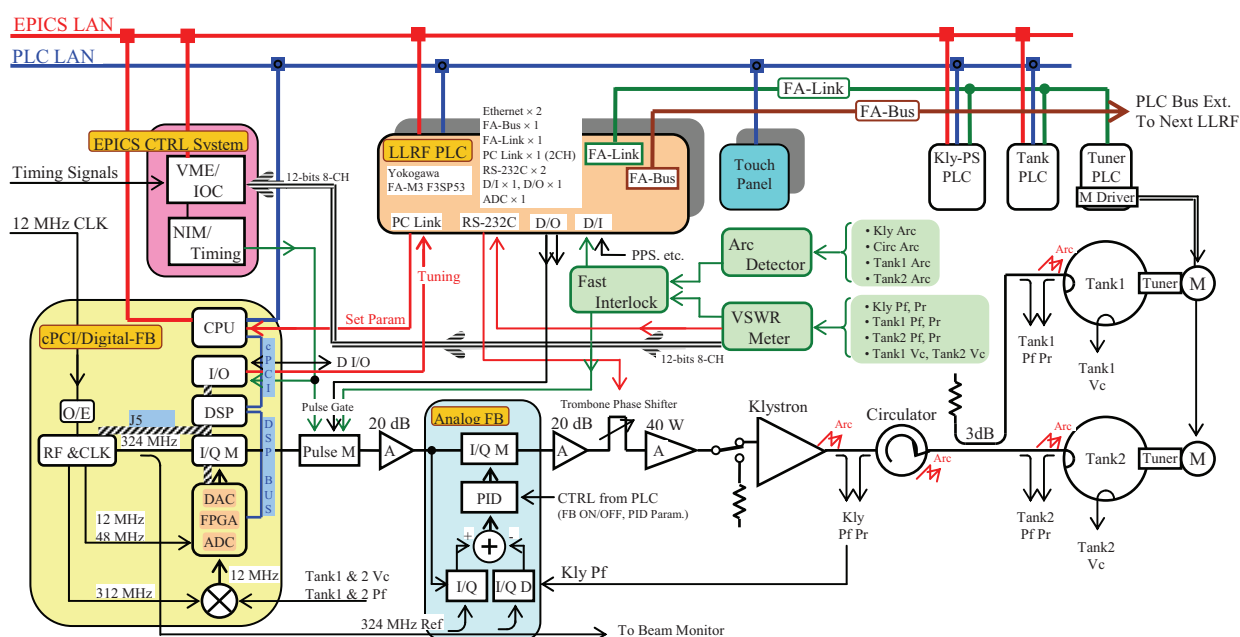 EPICS LAN
PLC LAN
EPICS CTRL System
Timing Signals
VME/
IOC
NIM/
Timing
12 MHz CLK
12-bits 8-CH
LLRF PLC
Yokogawa
FA-M3 F3SP53
Ethernet × 2
FA-Bus × 1
FA-Link × 1
PC Link × 1 (2CH)
RS-232C × 2
D/I × 1, D/O × 1
ADC × 1
FA-Link
FA-Bus
PC Link
RS-232C
D/O
D/I
Touch
Panel
FA-Link
FA-Bus
PLC Bus Ext.
To Next LLRF
Kly-PS
PLC
Tank
PLC
Tuner
PLC
M Driver
Tuning
PPS. etc.
Fast
Interlock
Arc
Detector
• Kly Arc
• Circ Arc
• Tank1 Arc
• Tank2 Arc
VSWR
Meter
• Kly Pf, Pr
• Tank1 Pf, Pr
• Tank2 Pf, Pr
• Tank1 Vc, Tank2 Vc
12-bits 8-CH
Set Param
cPCI/Digital-FB
CPU
I/O
DSP
I/Q M
cPCI
DSP BUS
D I/O
O/E
J5
324 MHz
RF &CLK
DAC
FPGA
ADC
12 MHz
48 MHz
12 MHz
312 MHz
Tank1 & 2 Vc
Tank1 & 2 Pf
Pulse Gate
Pulse M
20 dB
A
Analog FB
I/Q M
PID
CTRL from PLC
(FB ON/OFF, PID Param.)
+
+
-
I/Q
I/Q D
324 MHz Ref
Kly Pf
To Beam Monitor
20 dB
A
Trombone Phase Shifter
40 W
A
Klystron
Arc
Circulator
Arc
Kly
Pf Pr
3dB
Arc
Tank1
Tuner
M
Tank1
Pf Pr
Tank1
Vc
Arc
Tank2
Tuner
M
Tank2
Pf Pr
Tank2
Vc